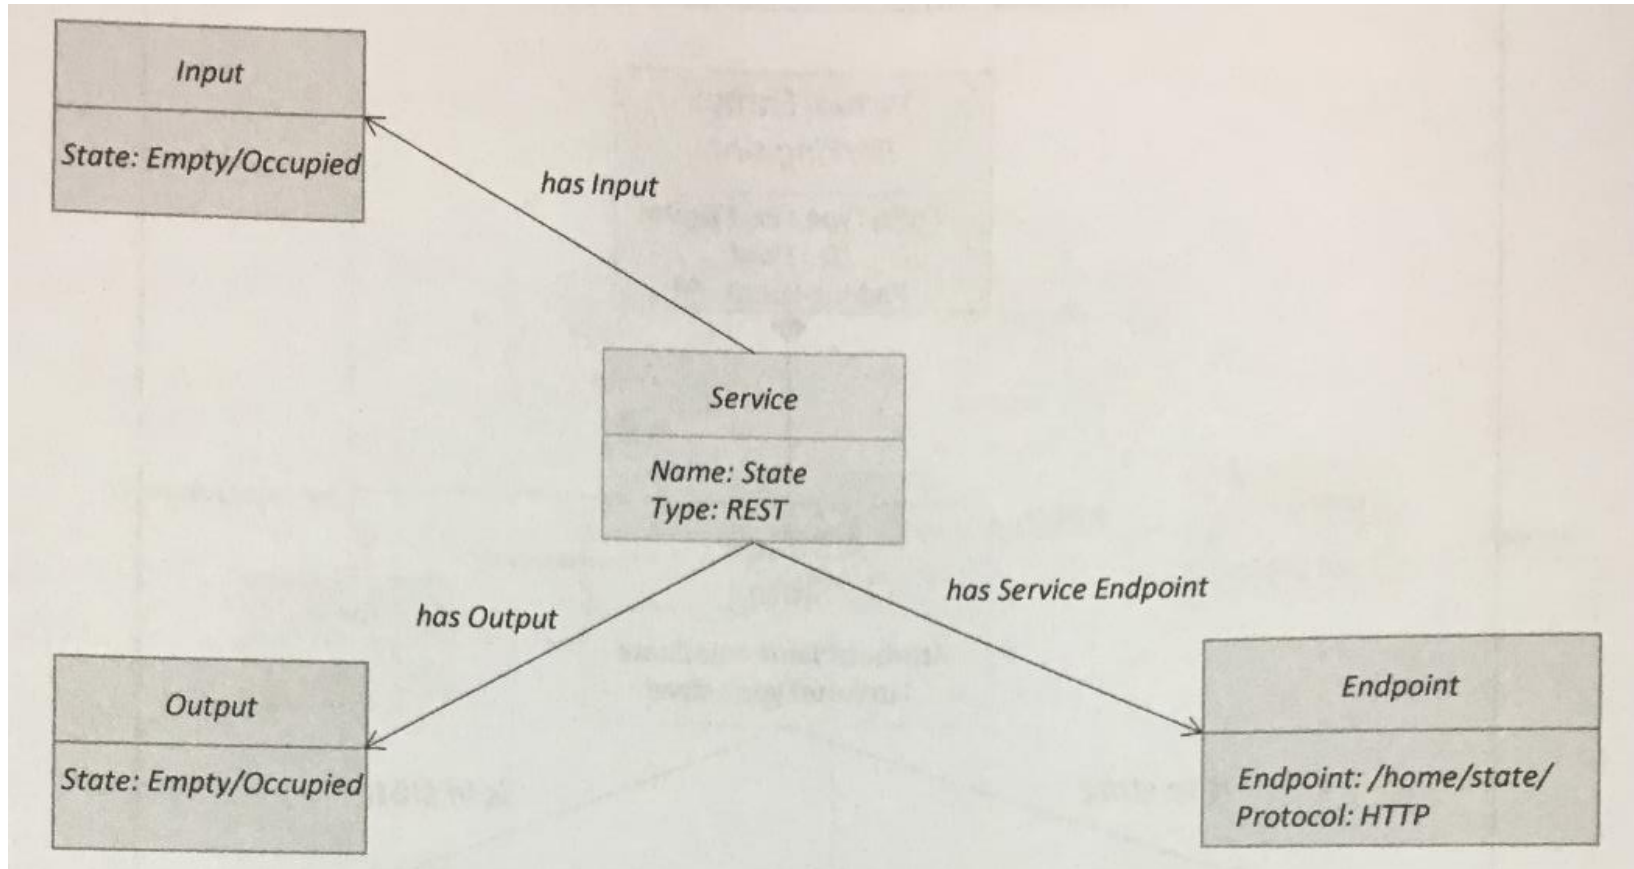 Input
State: Empty/Occupied
has Input
Service
Name: State
Type: REST
has Output
has Service Endpoint
Output
State: Empty/Occupied
Endpoint
Endpoint: /home/state/
Protocol: HTTP